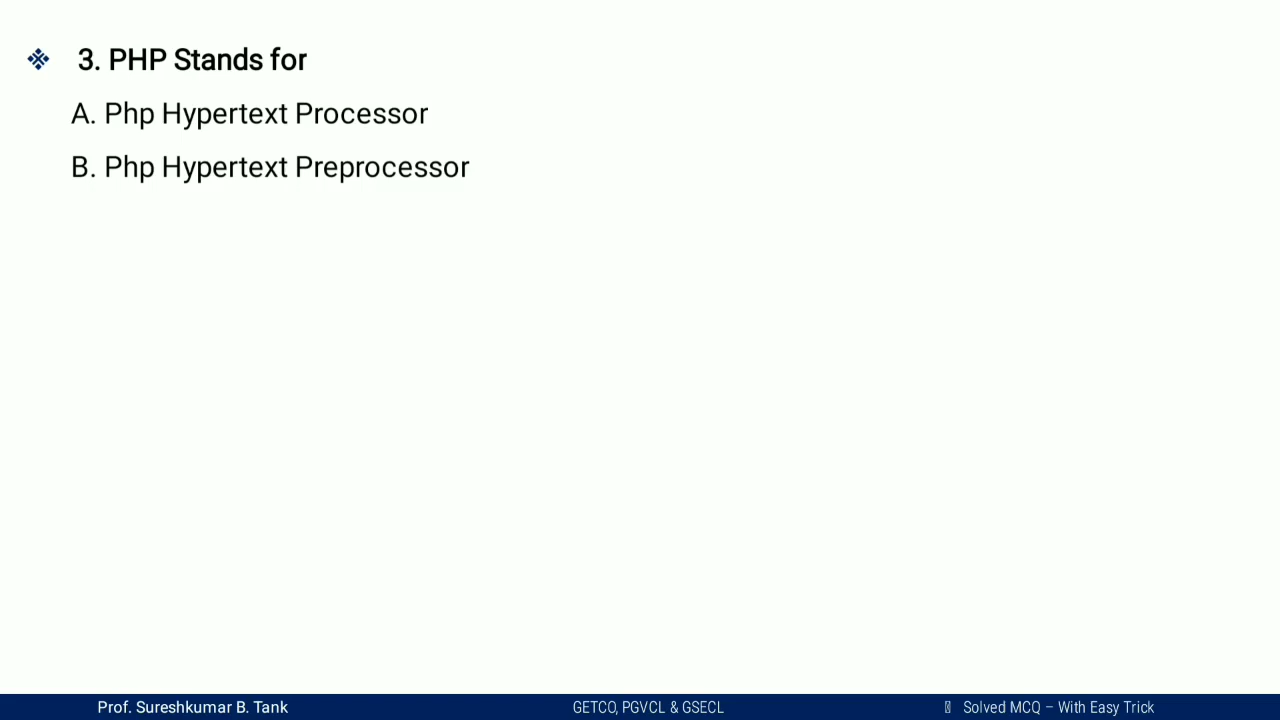 ❖ 3. PHP Stands for
A. Php Hypertext Processor
B. Php Hypertext Preprocessor
Prof. Sureshkumar B. Tank
GETCO, PGVCL & GSECL
Solved MCQ – With Easy Trick